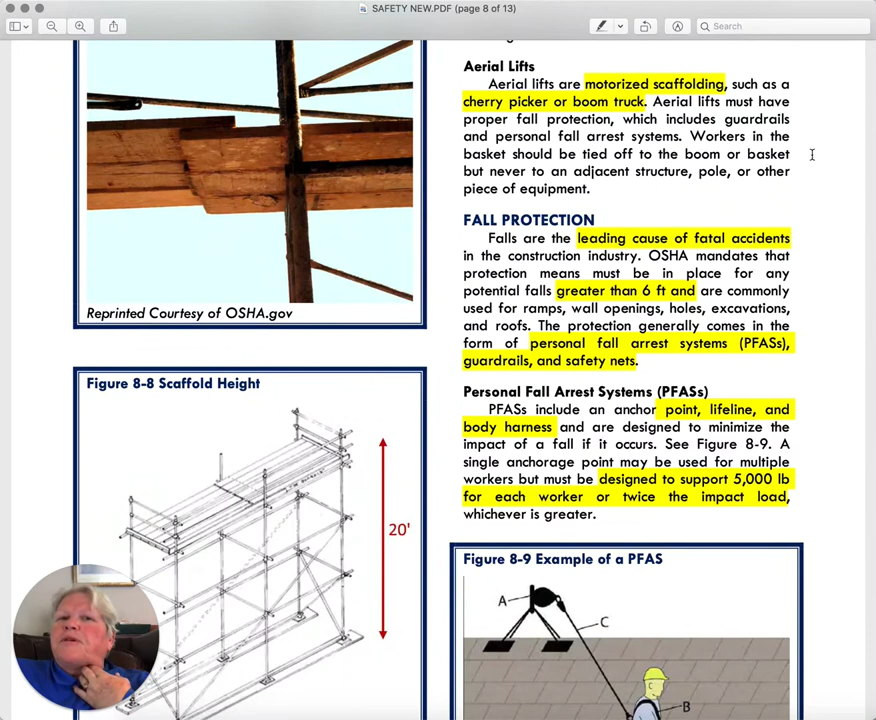 SAFETY NEW.PDF (page 8 of 13)
Search
Reprinted Courtesy of OSHA.gov
Figure 8-8 Scaffold Height
20'
Aerial Lifts
Aerial lifts are motorized scaffolding, such as a
cherry picker or boom truck. Aerial lifts must have
proper fall protection, which includes guardrails
and personal fall arrest systems. Workers in the
basket should be tied off to the boom or basket
but never to an adjacent structure, pole, or other
piece of equipment.
FALL PROTECTION
Falls are the leading cause of fatal accidents
in the construction industry. OSHA mandates that
protection means must be in place for any
potential falls greater than 6 ft and are commonly
used for ramps, wall openings, holes, excavations,
and roofs. The protection generally comes in the
form of personal fall arrest systems (PFASs),
guardrails, and safety nets.
Personal Fall Arrest Systems (PFASs)
PFASs include an anchor point, lifeline, and
body harness and are designed to minimize the
impact of a fall if it occurs. See Figure 8-9. A
single anchorage point may be used for multiple
workers but must be designed to support 5,000 lb
for each worker or twice the impact load,
whichever is greater.
Figure 8-9 Example of a PFAS
A
C
B